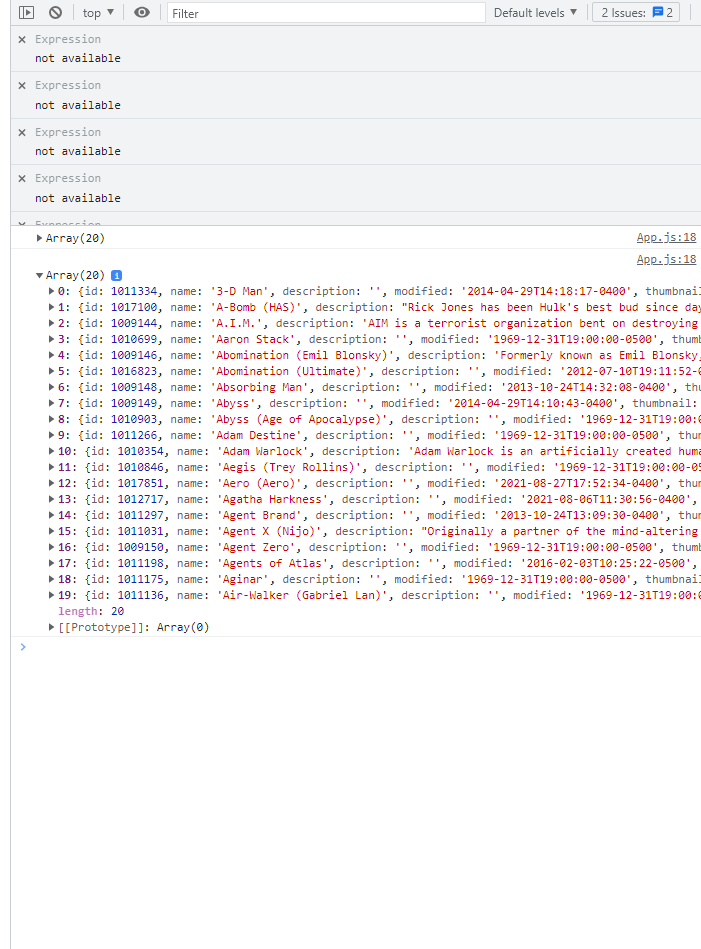 top ▼ Filter Default levels ▼ 2 Issues: 2
× Expression
not available
× Expression
not available
× Expression
not available
× Expression
not available
× Expression
▶ Array(20) App.js:18
App.js:18
▼ Array(20) i
▶ 0: {id: 1011334, name: '3-D Man', description: '', modified: '2014-04-29T14:18:17-0400', thumbnail
▶ 1: {id: 1017100, name: 'A-Bomb (HAS)', description: "Rick Jones has been Hulk's best bud since day
▶ 2: {id: 1009144, name: 'A.I.M.', description: 'AIM is a terrorist organization bent on destroying
▶ 3: {id: 1010699, name: 'Aaron Stack', description: '', modified: '1969-12-31T19:00:00-0500', thumb
▶ 4: {id: 1009146, name: 'Abomination (Emil Blonsky)', description: 'Formerly known as Emil Blonsky,
▶ 5: {id: 1016823, name: 'Abomination (Ultimate)', description: '', modified: '2012-07-10T19:11:52-0
▶ 6: {id: 1009148, name: 'Absorbing Man', description: '', modified: '2013-10-24T14:32:08-0400', thu
▶ 7: {id: 1009149, name: 'Abyss', description: '', modified: '2014-04-29T14:10:43-0400', thumbnail:
▶ 8: {id: 1010903, name: 'Abyss (Age of Apocalypse)', description: '', modified: '1969-12-31T19:00:0
▶ 9: {id: 1011266, name: 'Adam Destine', description: '', modified: '1969-12-31T19:00:00-0500', thum
▶ 10: {id: 1010354, name: 'Adam Warlock', description: 'Adam Warlock is an artificially created huma
▶ 11: {id: 1010846, name: 'Aegis (Trey Rollins)', description: '', modified: '1969-12-31T19:00:00-05
▶ 12: {id: 1017851, name: 'Aero (Aero)', description: '', modified: '2021-08-27T17:52:34-0400', thum
▶ 13: {id: 1012717, name: 'Agatha Harkness', description: '', modified: '2021-08-06T11:30:56-0400',
▶ 14: {id: 1011297, name: 'Agent Brand', description: '', modified: '2013-10-24T13:09:30-0400', thum
▶ 15: {id: 1011031, name: 'Agent X (Nijo)', description: "Originally a partner of the mind-altering
▶ 16: {id: 1009150, name: 'Agent Zero', description: '', modified: '1969-12-31T19:00:00-0500', thumb
▶ 17: {id: 1011198, name: 'Agents of Atlas', description: '', modified: '2016-02-03T10:25:22-0500',
▶ 18: {id: 1011175, name: 'Aginar', description: '', modified: '1969-12-31T19:00:00-0500', thumbnail
▶ 19: {id: 1011136, name: 'Air-Walker (Gabriel Lan)', description: '', modified: '1969-12-31T19:00:0
length: 20
▶ [[Prototype]]: Array(0)